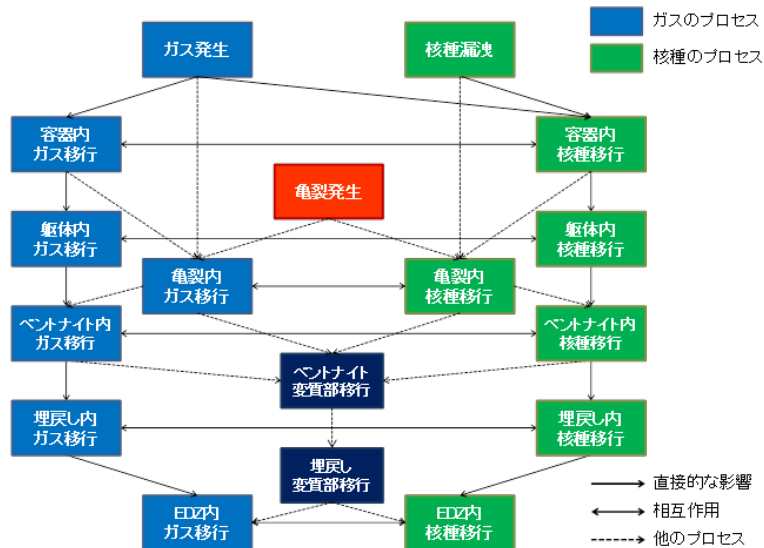 ガス発生
核種漏洩
ガスのプロセス
核種のプロセス
容器内
ガス移行
容器内
核種移行
亀裂発生
躯体内
ガス移行
躯体内
核種移行
亀裂内
ガス移行
亀裂内
核種移行
ベントナイト内
ガス移行
ベントナイト内
核種移行
ベントナイト
変質部移行
埋戻し内
ガス移行
埋戻し内
核種移行
埋戻し
変質部移行
EDZ内
ガス移行
EDZ内
核種移行
直接的な影響
相互作用
他のプロセス